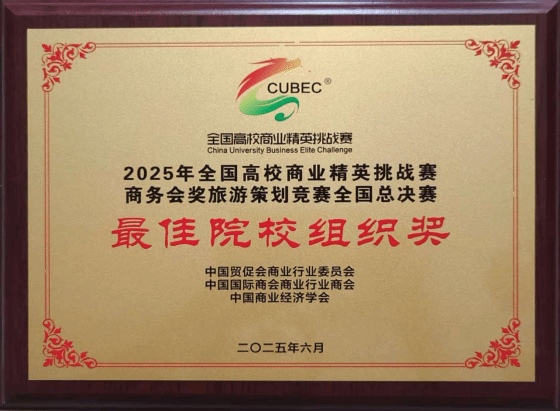 CUBEC®
全国高校商业精英挑战赛
China University Business Elite Challenge
2025年全国高校商业精英挑战赛
商务会奖旅游策划竞赛全国总决赛
最佳院校组织奖
中国贸促会商业行业委员会
中国国际商会商业行业商会
中国商业经济学会
二〇二五年六月